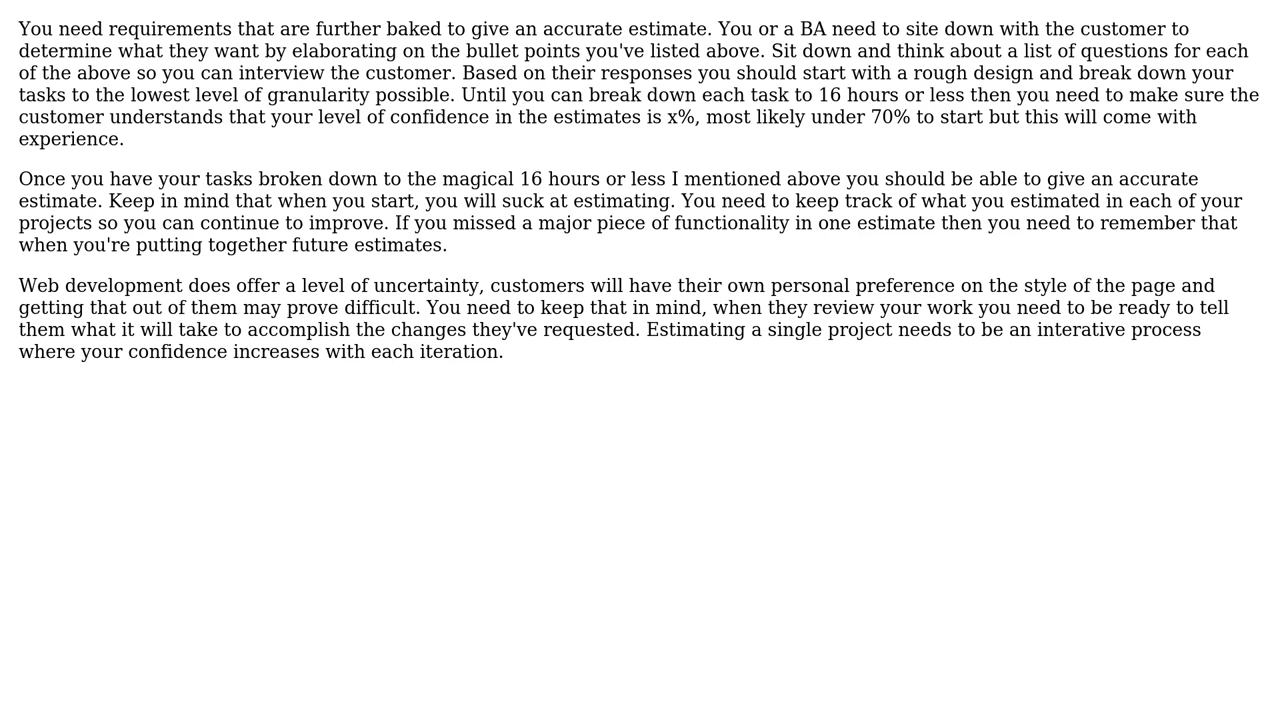 You need requirements that are further baked to give an accurate estimate. You or a BA need to site down with the customer to
determine what they want by elaborating on the bullet points you've listed above. Sit down and think about a list of questions for each
of the above so you can interview the customer. Based on their responses you should start with a rough design and break down your
tasks to the lowest level of granularity possible. Until you can break down each task to 16 hours or less then you need to make sure the
customer understands that your level of confidence in the estimates is x%, most likely under 70% to start but this will come with
experience.
Once you have your tasks broken down to the magical 16 hours or less I mentioned above you should be able to give an accurate
estimate. Keep in mind that when you start, you will suck at estimating. You need to keep track of what you estimated in each of your
projects so you can continue to improve. If you missed a major piece of functionality in one estimate then you need to remember that
when you're putting together future estimates.
Web development does offer a level of uncertainty, customers will have their own personal preference on the style of the page and
getting that out of them may prove difficult. You need to keep that in mind, when they review your work you need to be ready to tell
them what it will take to accomplish the changes they've requested. Estimating a single project needs to be an interative process
where your confidence increases with each iteration.